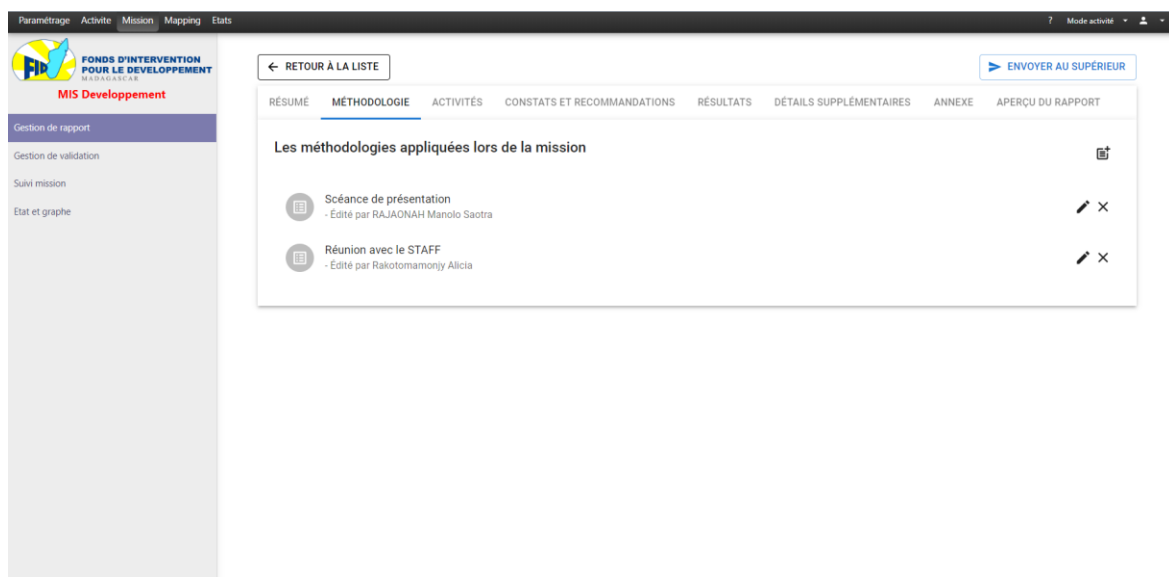 Paramétrage Activite Mission Mapping Etats ? Mode activité
FID
FONDS D'INTERVENTION
POUR LE DEVELOPPEMENT
MADAGASCAR
MIS Developpement
Gestion de rapport
Gestion de validation
Suivi mission
Etat et graphe
RETOUR À LA LISTE
ENVOYER AU SUPÉRIEUR
RÉSUMÉ MÉTHODOLOGIE ACTIVITÉS CONSTATS ET RECOMMANDATIONS RÉSULTATS DÉTAILS SUPPLÉMENTAIRES ANNEXE APERÇU DU RAPPORT
Les méthodologies appliquées lors de la mission
Scéance de présentation
- Édité par RAJAONAH Manolo Saotra
Réunion avec le STAFF
- Édité par Rakotomamonjy Alicia